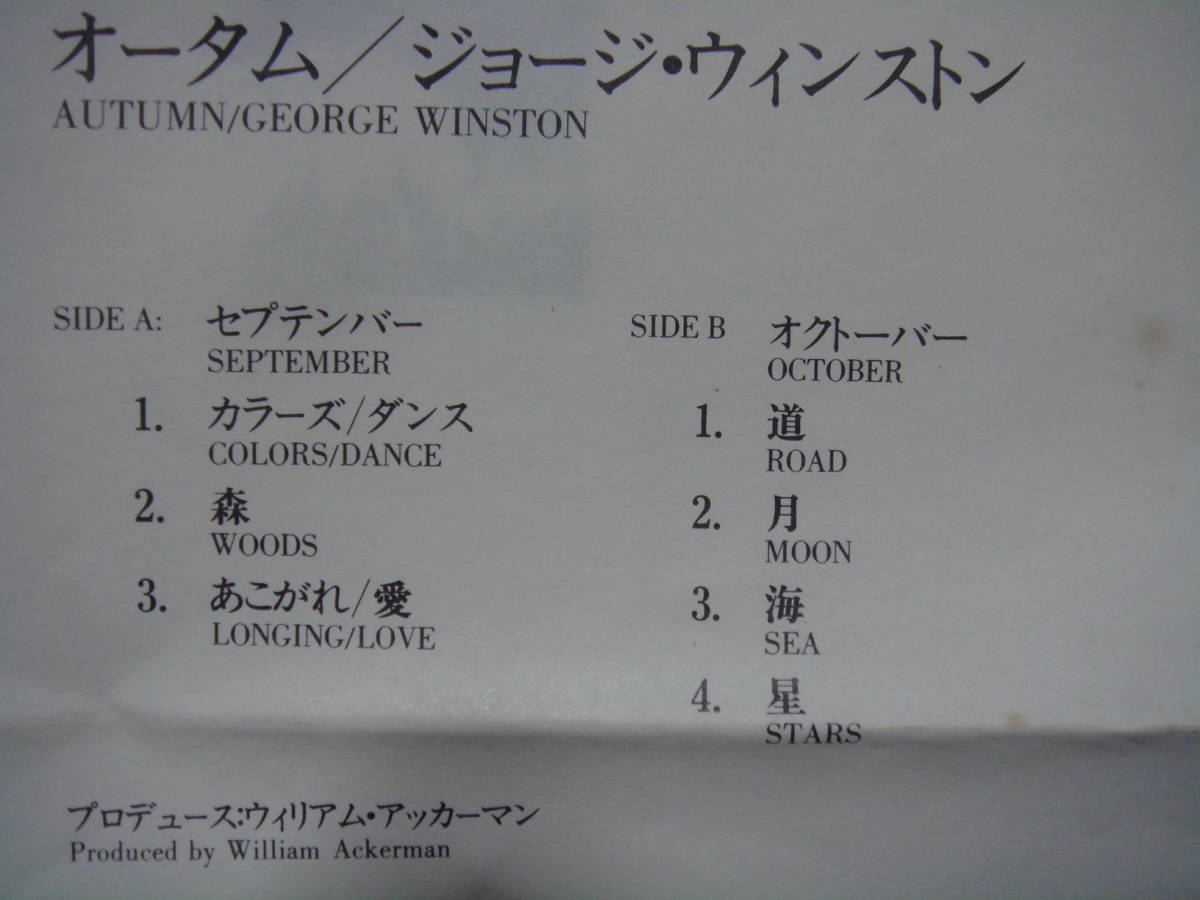 オータム/ジョージ・ウィンストン
AUTUMN/GEORGE WINSTON
SIDE A: セプテンバー
SEPTEMBER
1. カラーズ/ダンス
COLORS/DANCE
2. 森
WOODS
3. あこがれ/愛
LONGING/LOVE
SIDE B オクトーバー
OCTOBER
1. 道
ROAD
2. 月
MOON
3. 海
SEA
4. 星
STARS
プロデュース:ウィリアム・アッカーマン
Produced by William Ackerman